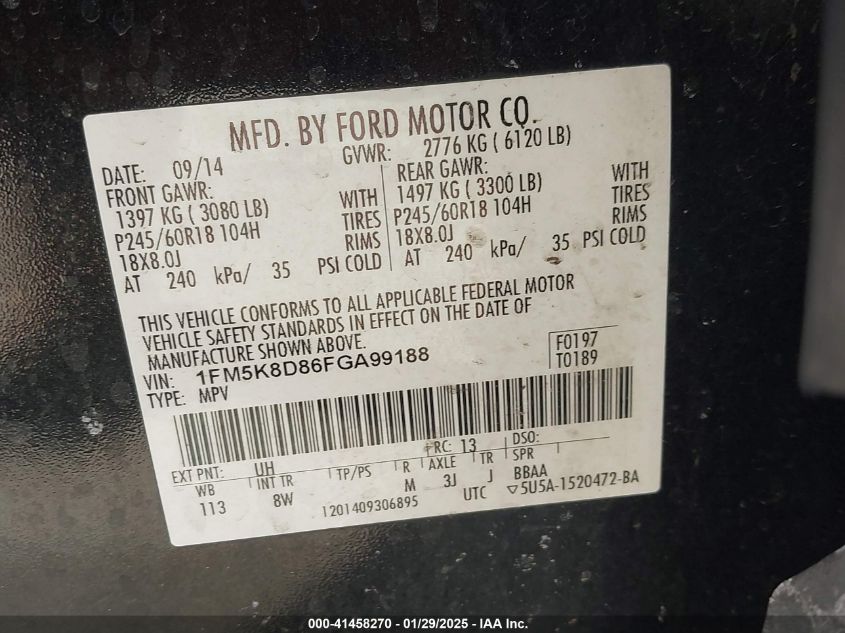 MFD. BY FORD MOTOR CO.
DATE: 09/14 GVWR: 2776 KG ( 6120 LB)
FRONT GAWR: REAR GAWR:
1397 KG ( 3080 LB) WITH 1497 KG ( 3300 LB) WITH
P245/60R18 104H TIRES P245/60R18 104H TIRES
18X8.0J RIMS 18X8.0J RIMS
AT 240 kPa/ 35 PSI COLD AT 240 kPa/ 35 PSI COLD
THIS VEHICLE CONFORMS TO ALL APPLICABLE FEDERAL MOTOR
VEHICLE SAFETY STANDARDS IN EFFECT ON THE DATE OF
MANUFACTURE SHOWN ABOVE.
VIN: 1FM5K8D86FGA99188 F0197
TYPE: MPV T0189
EXT PNT: UH RC: 13 DSO:
WB INT TR TP/PS R AXLE TR SPR
113 8W M 3J J BBAA
1201409306895 UTC ▽5U5A-1520472-BA
000-41458270 - 01/29/2025 - IAA Inc.